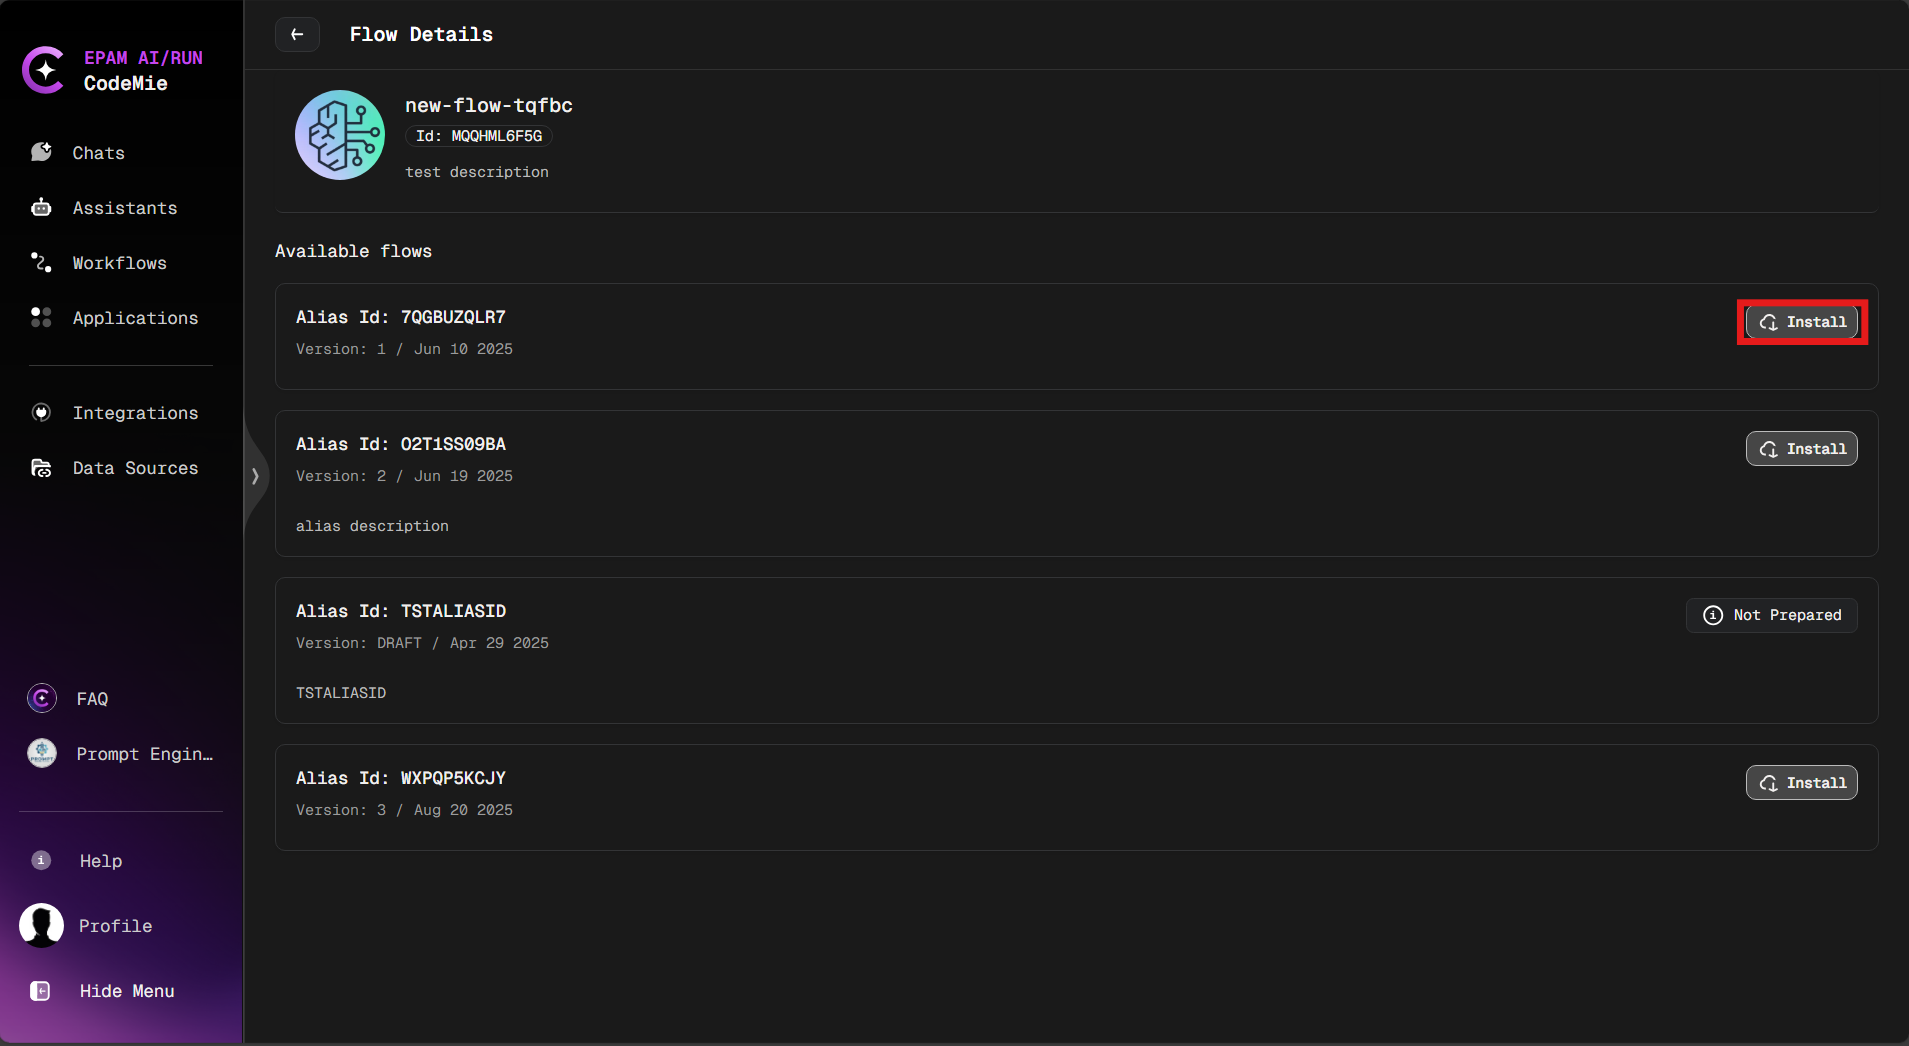 EPAM AI/RUN
CodeMie
Chats
Assistants
Workflows
Applications
Integrations
Data Sources
FAQ
Prompt Engin…
Help
Profile
Hide Menu
Flow Details
new-flow-tqfbc
Id: MQQHML6F5G
test description
Available flows
Alias Id: 7QGBUZQLR7
Version: 1 / Jun 10 2025
Install
Alias Id: O2T1SS09BA
Version: 2 / Jun 19 2025
alias description
Install
Alias Id: TSTALIASID
Version: DRAFT / Apr 29 2025
TSTALIASID
Not Prepared
Alias Id: WXPQP5KCJY
Version: 3 / Aug 20 2025
Install